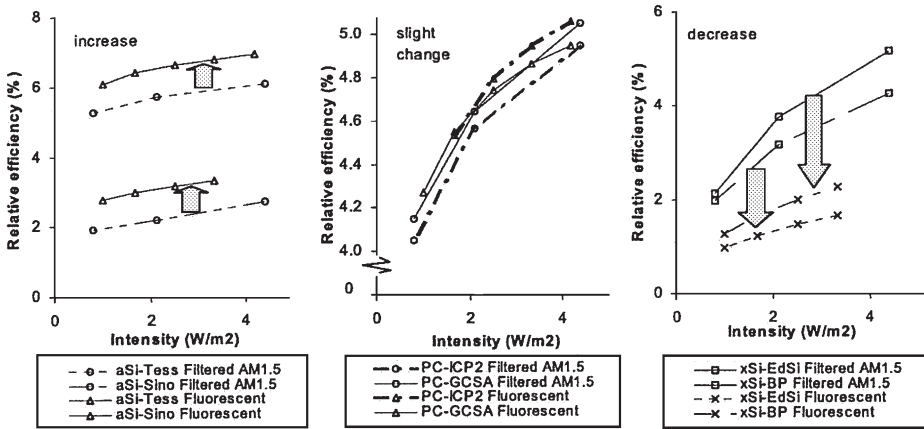 increase
Relative efficiency (%)
8
6
4
2
0
0 2 4
Intensity (W/m2)
aSi-Tess Filtered AM1.5
aSi-Sino Filtered AM1.5
aSi-Tess Fluorescent
aSi-Sino Fluorescent
slight
change
Relative efficiency (%)
5.0
4.8
4.6
4.4
4.2
4.0
0
0 2 4
Intensity (W/m2)
PC-ICP2 Filtered AM1.5
PC-GCSA Filtered AM1.5
PC-ICP2 Fluorescent
PC-GCSA Fluorescent
decrease
Relative efficiency (%)
6
4
2
0
0 2 4
Intensity (W/m2)
xSi-EdSi Filtered AM1.5
xSi-BP Filtered AM1.5
xSi-EdSi Fluorescent
xSi-BP Fluorescent